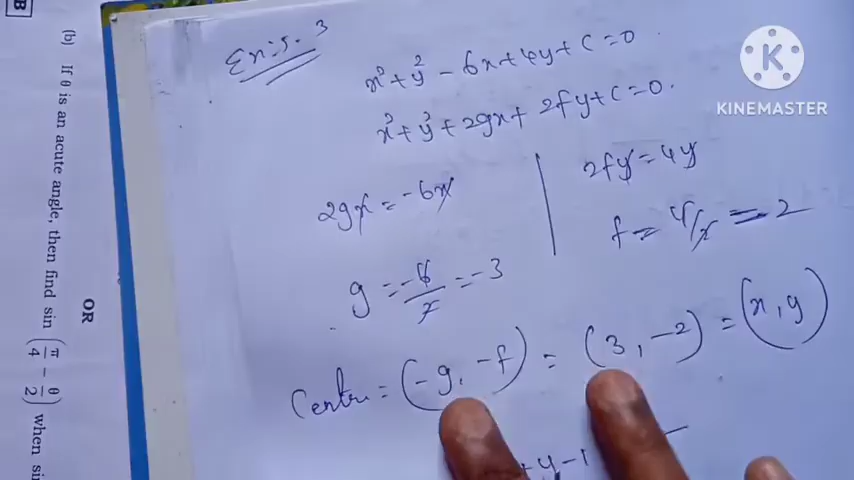 Ex:- 5.3
x² + y² - 6x + 4y + c = 0.
x² + y² + 2gx + 2fy + c = 0.
2gx = -6x
g = -6/2 = -3
2fy = 4y
f = 4/2 = 2
Centre = (-g, -f) = (3, -2) = (x, y)
+ y - 1
K
KINEMASTER
B
(b) If θ is an acute angle, then find sin (π/4 - θ/2) when
OR